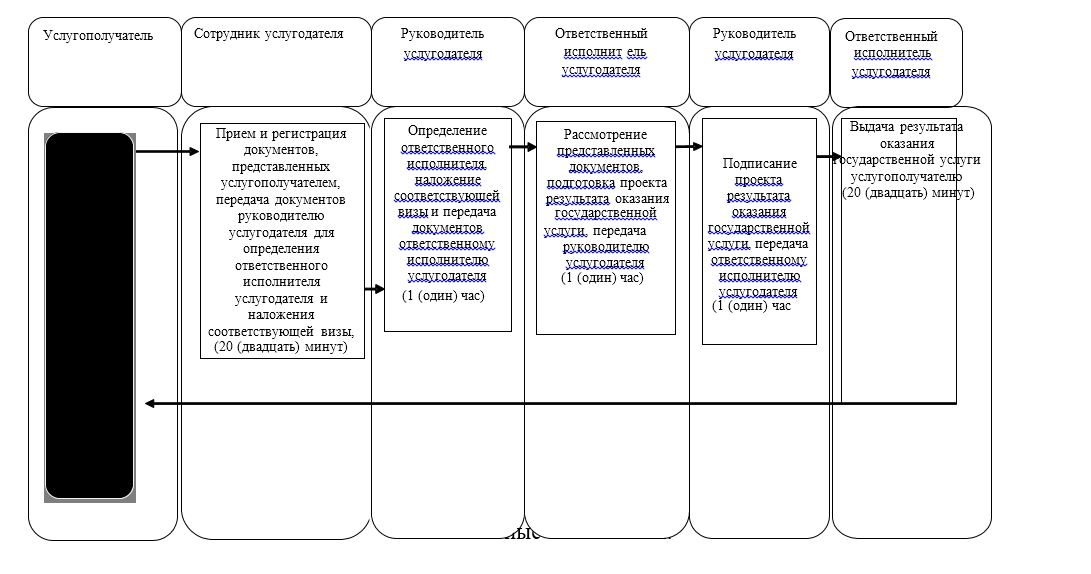 Услугополучатель
Сотрудник услугодателя
Руководитель
услугодателя
Ответственный
исполнит ель
услугодателя
Руководитель
услугодателя
Ответственный
исполнитель
услугодателя
Прием и регистрация
документов,
представленных
услугополучателем,
передача документов
руководителю
услугодателя для
определения
ответственного
исполнителя
услугодателя и
наложения
соответствующей визы,
(20 (двадцать) минут)
Определение
ответственного
исполнителя,
наложение
соответствующей
визы и передача
документов
ответственному
исполнителю
услугодателя
(1 (один) час)
Рассмотрение
представленных
документов,
подготовка проекта
результата оказания
государственной
услуги, передача
руководителю
услугодателя
(1 (один) час)
Подписание
проекта
результата
оказания
государственной
услуги, передача
ответственному
исполнителю
услугодателя
(1 (один) час
Выдача результата
оказания
государственной услуги
услугополучателю
(20 (двадцать) минут)